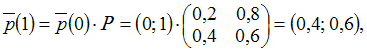 p̅(1) = p̅(0) · P = (0; 1) · (0,2 0,8
0,4 0,6) = (0,4; 0,6),